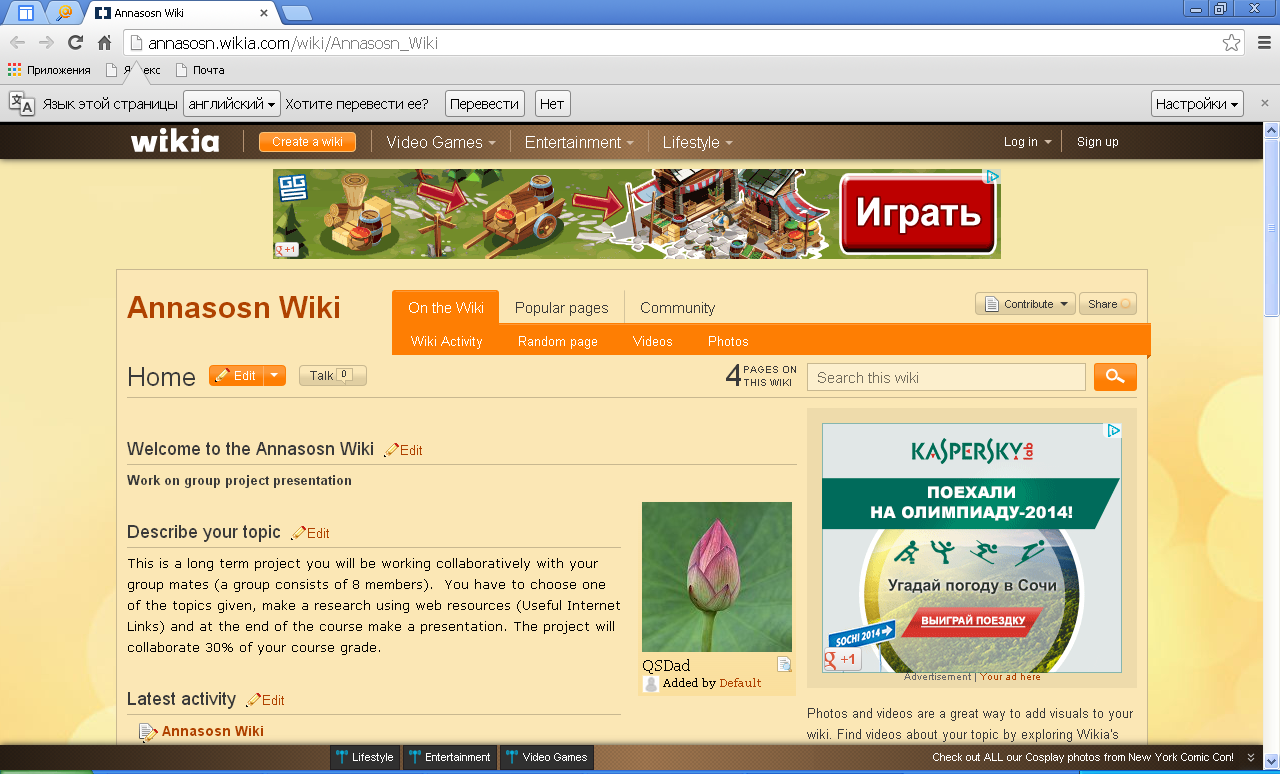 Annasosn Wiki
annasosn.wikia.com/wiki/Annasosn_Wiki
Приложения
Яндекс
Почта
Язык этой страницы английский Хотите перевести ее? Перевести Нет Настройки
wikia Create a wiki Video Games Entertainment Lifestyle Log in Sign up
GGS
Играть
g +1
Annasosn Wiki
On the Wiki Popular pages Community Contribute Share
Wiki Activity Random page Videos Photos
Home Edit Talk 0
4 PAGES ON
THIS WIKI
Search this wiki
Welcome to the Annasosn Wiki Edit
Work on group project presentation
Describe your topic Edit
This is a long term project you will be working collaboratively with your
group mates (a group consists of 8 members). You have to choose one
of the topics given, make a research using web resources (Useful Internet
Links) and at the end of the course make a presentation. The project will
collaborate 30% of your course grade.
QSDad
Added by Default
Latest activity Edit
Annasosn Wiki
KASPERSKY lab
ПОЕХАЛИ
НА ОЛИМПИАДУ-2014!
Угадай погоду в Сочи
ВЫИГРАЙ ПОЕЗДКУ
SOCHI 2014
g +1
Advertisement | Your ad here
Photos and videos are a great way to add visuals to your
wiki. Find videos about your topic by exploring Wikia's
Lifestyle Entertainment Video Games
Check out ALL our Cosplay photos from New York Comic Con!